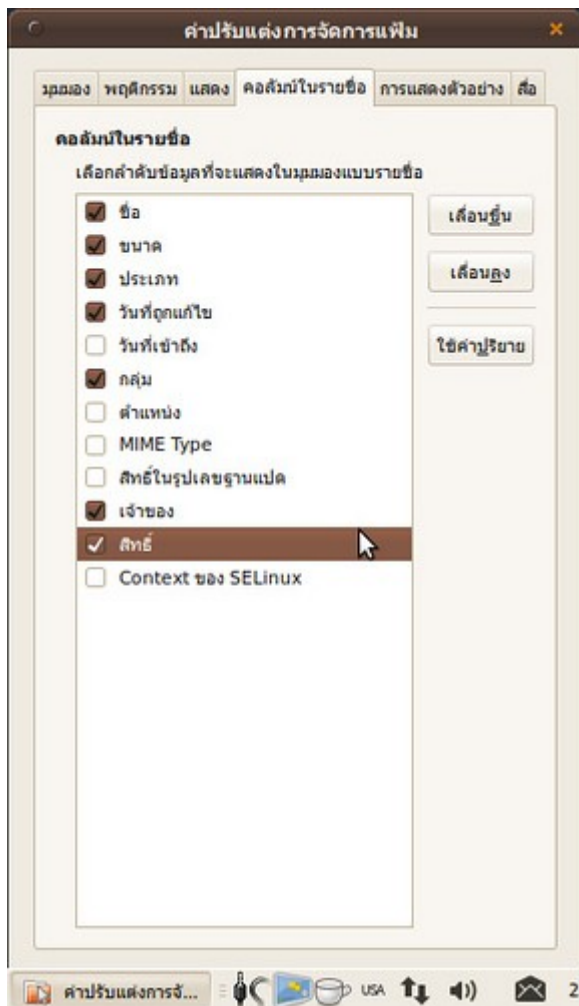 ค่าปรับแต่งการจัดการแฟ้ม
มุมมอง พฤติกรรม แสดง คอลัมน์ในรายชื่อ การแสดงตัวอย่าง สื่อ
คอลัมน์ในรายชื่อ
เลือกลำดับข้อมูลที่จะแสดงในมุมมองแบบรายชื่อ
ชื่อ
ขนาด
ประเภท
วันที่ถูกแก้ไข
วันที่เข้าถึง
กลุ่ม
ตำแหน่ง
MIME Type
สิทธิ์ในรูปเลขฐานแปด
เจ้าของ
สิทธิ์
Context ของ SELinux
เลื่อนขึ้น
เลื่อนลง
ใช้ค่าปริยาย
ค่าปรับแต่งการจั... USA 2